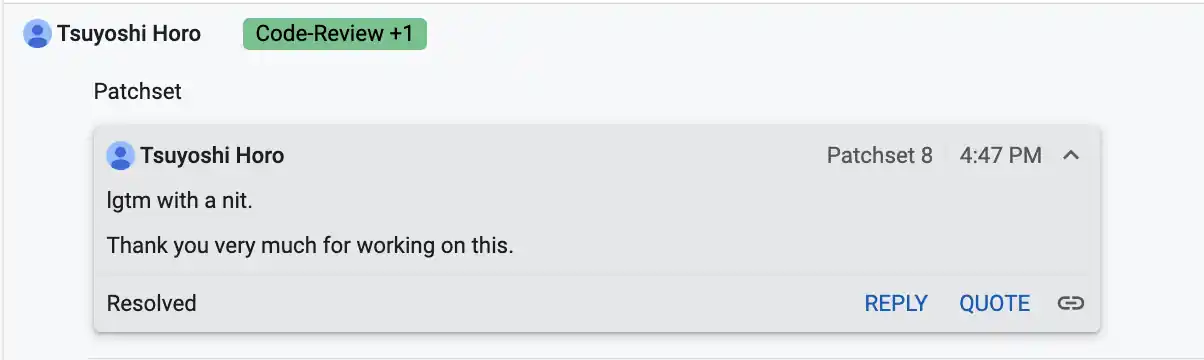 Tsuyoshi Horo Code-Review +1
Patchset
Tsuyoshi Horo Patchset 8 4:47 PM
lgtm with a nit.
Thank you very much for working on this.
Resolved REPLY QUOTE